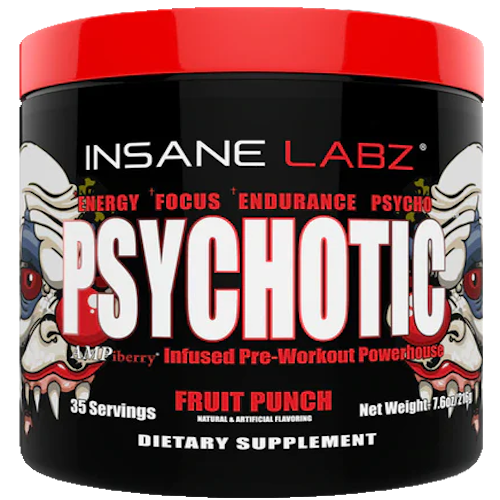 INSANE LABZ®
ENERGY †FOCUS †ENDURANCE PSYCHO
PSYCHOTIC
AMPiberry® Infused Pre-Workout Powerhouse
35 Servings
FRUIT PUNCH
NATURAL & ARTIFICIAL FLAVORING
Net Weight: 7.6oz/216g
DIETARY SUPPLEMENT